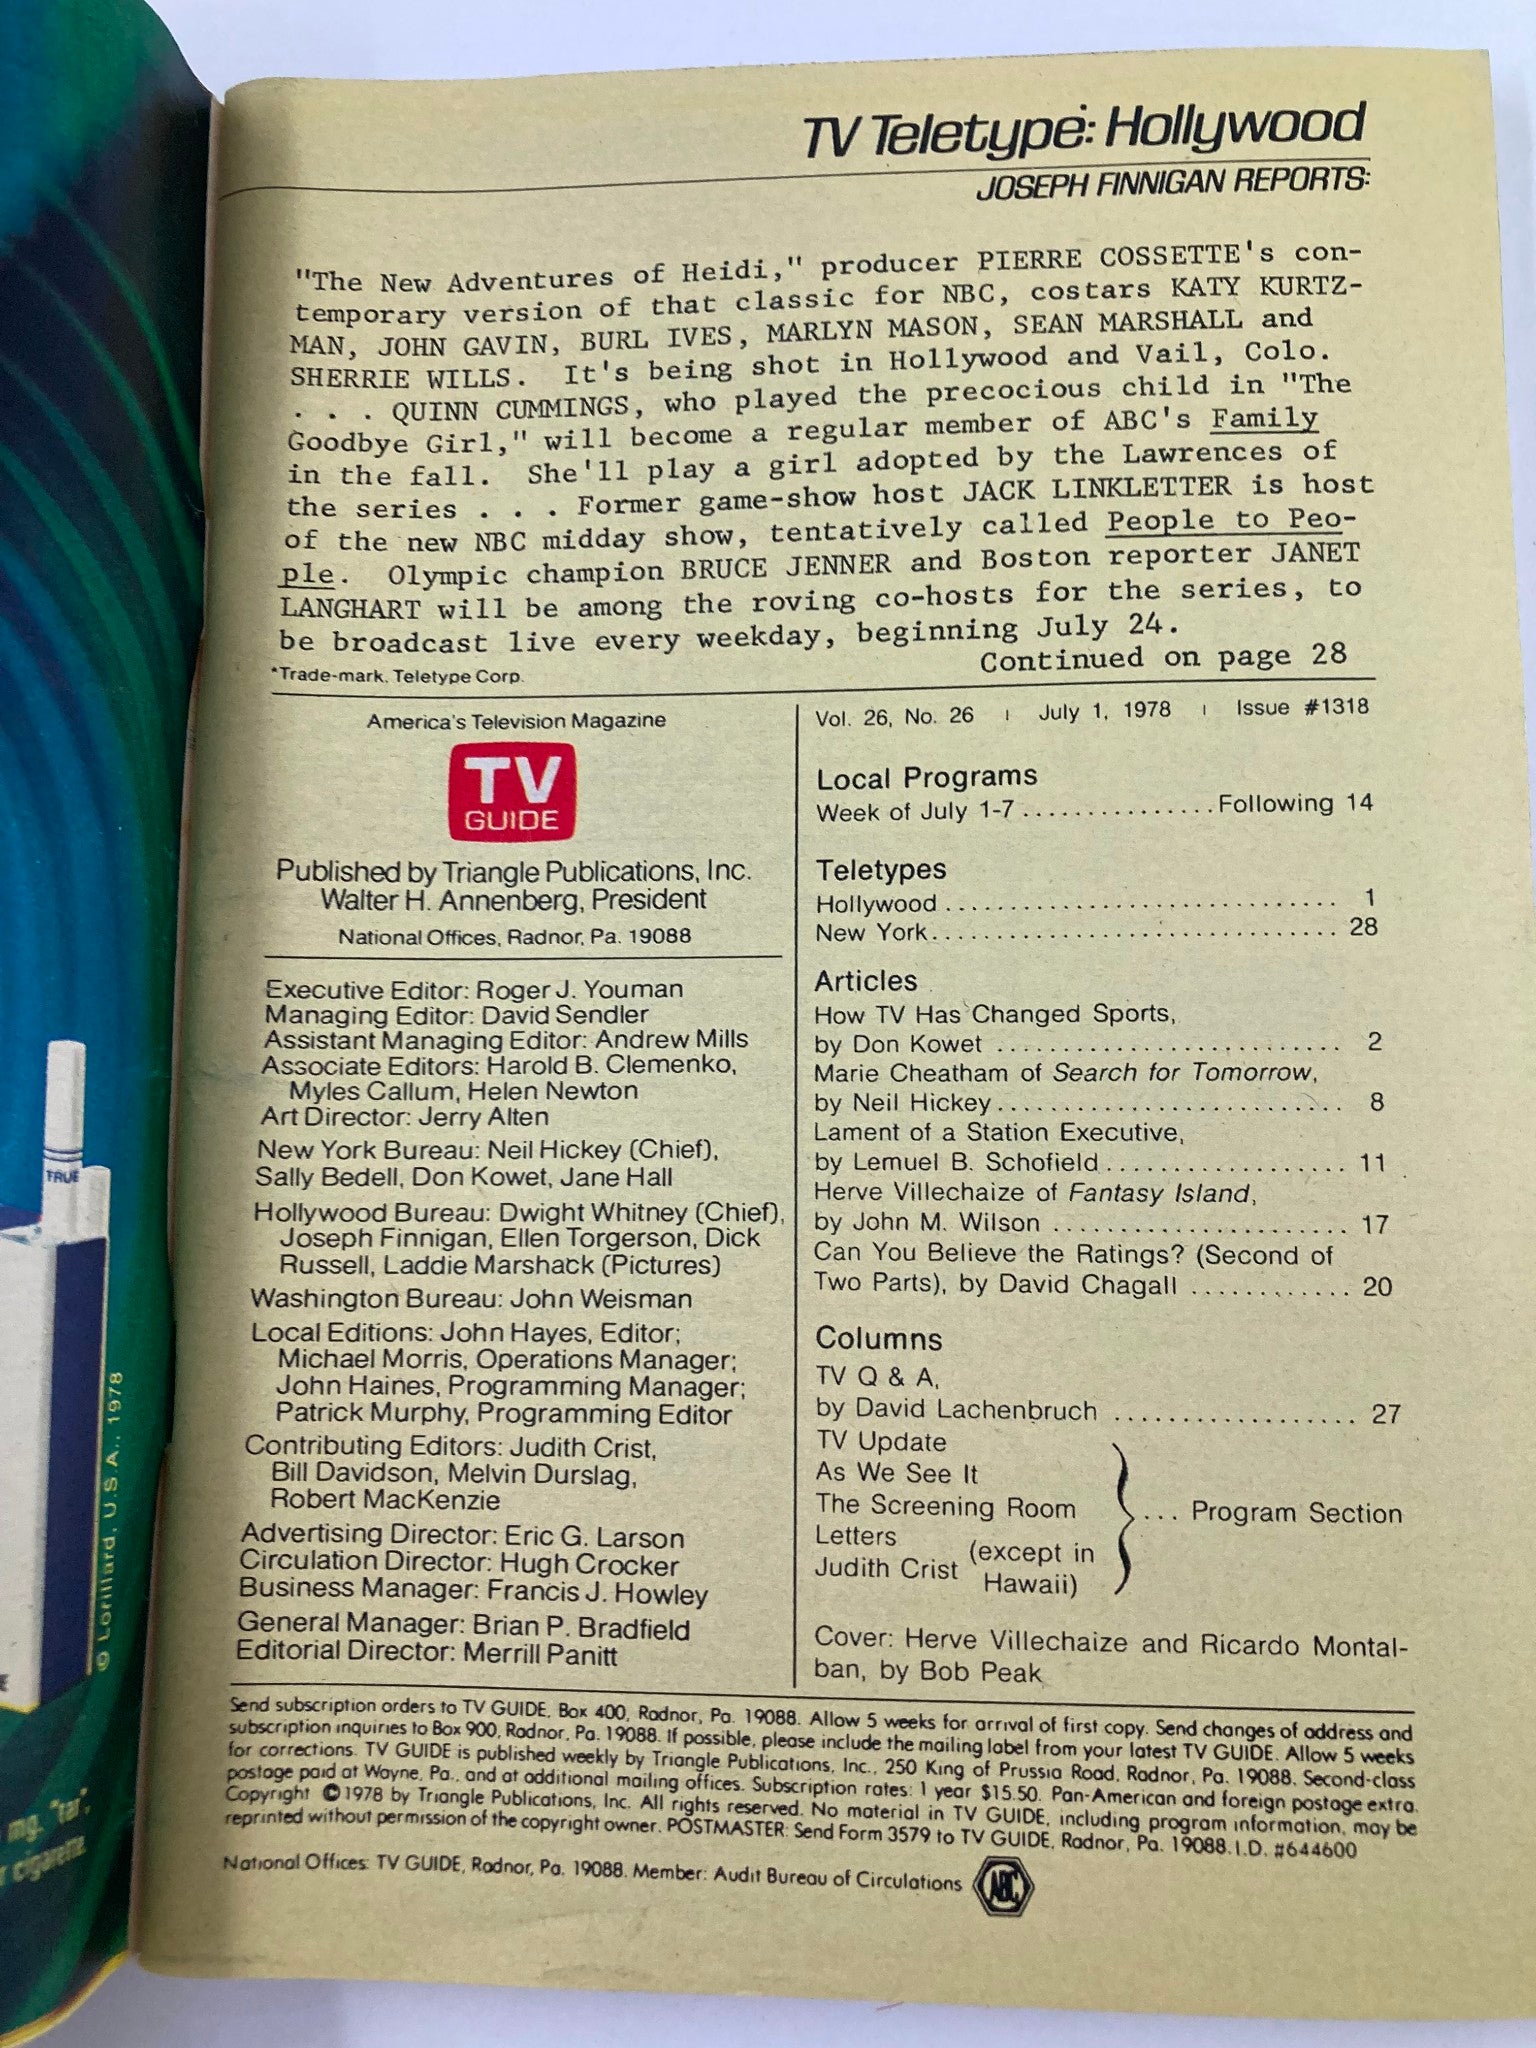 TV Teletype: Hollywood
JOSEPH FINNIGAN REPORTS:
"The New Adventures of Heidi," producer PIERRE COSSETTE's con-
temporary version of that classic for NBC, costars KATY KURTZ-
MAN, JOHN GAVIN, BURL IVES, MARLYN MASON, SEAN MARSHALL and
SHERRIE WILLS. It's being shot in Hollywood and Vail, Colo.
. . . QUINN CUMMINGS, who played the precocious child in "The
Goodbye Girl," will become a regular member of ABC's Family
in the fall. She'll play a girl adopted by the Lawrences of
the series . . . Former game-show host JACK LINKLETTER is host
of the new NBC midday show, tentatively called People to Peo-
ple. Olympic champion BRUCE JENNER and Boston reporter JANET
LANGHART will be among the roving co-hosts for the series, to
be broadcast live every weekday, beginning July 24.
Continued on page 28
*Trade-mark, Teletype Corp.
America's Television Magazine
TV
GUIDE
Published by Triangle Publications, Inc.
Walter H. Annenberg, President
National Offices, Radnor, Pa. 19088
Executive Editor: Roger J. Youman
Managing Editor: David Sendler
Assistant Managing Editor: Andrew Mills
Associate Editors: Harold B. Clemenko,
Myles Callum, Helen Newton
Art Director: Jerry Alten
New York Bureau: Neil Hickey (Chief),
Sally Bedell, Don Kowet, Jane Hall
Hollywood Bureau: Dwight Whitney (Chief),
Joseph Finnigan, Ellen Torgerson, Dick
Russell, Laddie Marshack (Pictures)
Washington Bureau: John Weisman
Local Editions: John Hayes, Editor;
Michael Morris, Operations Manager;
John Haines, Programming Manager;
Patrick Murphy, Programming Editor
Contributing Editors: Judith Crist,
Bill Davidson, Melvin Durslag,
Robert MacKenzie
Advertising Director: Eric G. Larson
Circulation Director: Hugh Crocker
Business Manager: Francis J. Howley
General Manager: Brian P. Bradfield
Editorial Director: Merrill Panitt
Vol. 26, No. 26 | July 1, 1978 | Issue #1318
Local Programs
Week of July 1-7 ............... Following 14
Teletypes
Hollywood .............................. 1
New York .............................. 28
Articles
How TV Has Changed Sports,
by Don Kowet .......................... 2
Marie Cheatham of Search for Tomorrow,
by Neil Hickey .......................... 8
Lament of a Station Executive,
by Lemuel B. Schofield .................. 11
Herve Villechaize of Fantasy Island,
by John M. Wilson ...................... 17
Can You Believe the Ratings? (Second of
Two Parts), by David Chagall ............ 20
Columns
TV Q & A,
by David Lachenbruch .................. 27
TV Update
As We See It
The Screening Room
Letters
Judith Crist (except in Hawaii)
... Program Section
Cover: Herve Villechaize and Ricardo Montal-
ban, by Bob Peak
Send subscription orders to TV GUIDE, Box 400, Radnor, Pa. 19088. Allow 5 weeks for arrival of first copy. Send changes of address and
subscription inquiries to Box 900, Radnor, Pa. 19088. If possible, please include the mailing label from your latest TV GUIDE. Allow 5 weeks
for corrections. TV GUIDE is published weekly by Triangle Publications, Inc., 250 King of Prussia Road, Radnor, Pa. 19088. Second-class
postage paid at Wayne, Pa., and at additional mailing offices. Subscription rates: 1 year $15.50. Pan-American and foreign postage extra.
Copyright ©1978 by Triangle Publications, Inc. All rights reserved. No material in TV GUIDE, including program information, may be
reprinted without permission of the copyright owner. POSTMASTER: Send Form 3579 to TV GUIDE, Radnor, Pa. 19088. I.D. #644600
National Offices: TV GUIDE, Radnor, Pa. 19088. Member: Audit Bureau of Circulations
ABC
TRUE
© Lorillard, U.S.A., 1978
mg. "tar",
cigarette